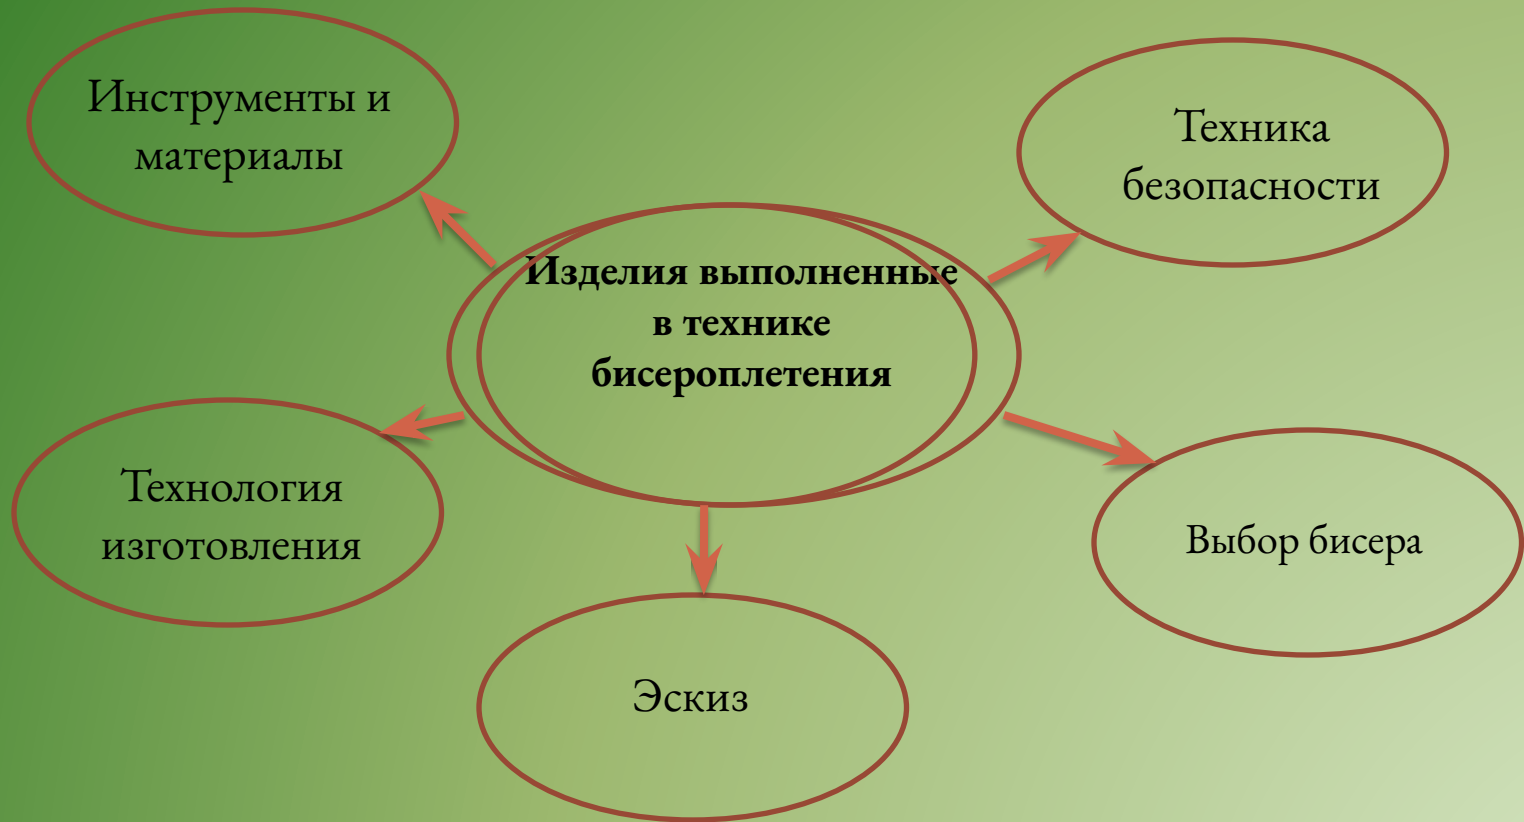 Инструменты и
материалы
Техника
безопасности
Изделия выполненные
в технике
бисероплетения
Технология
изготовления
Выбор бисера
Эскиз